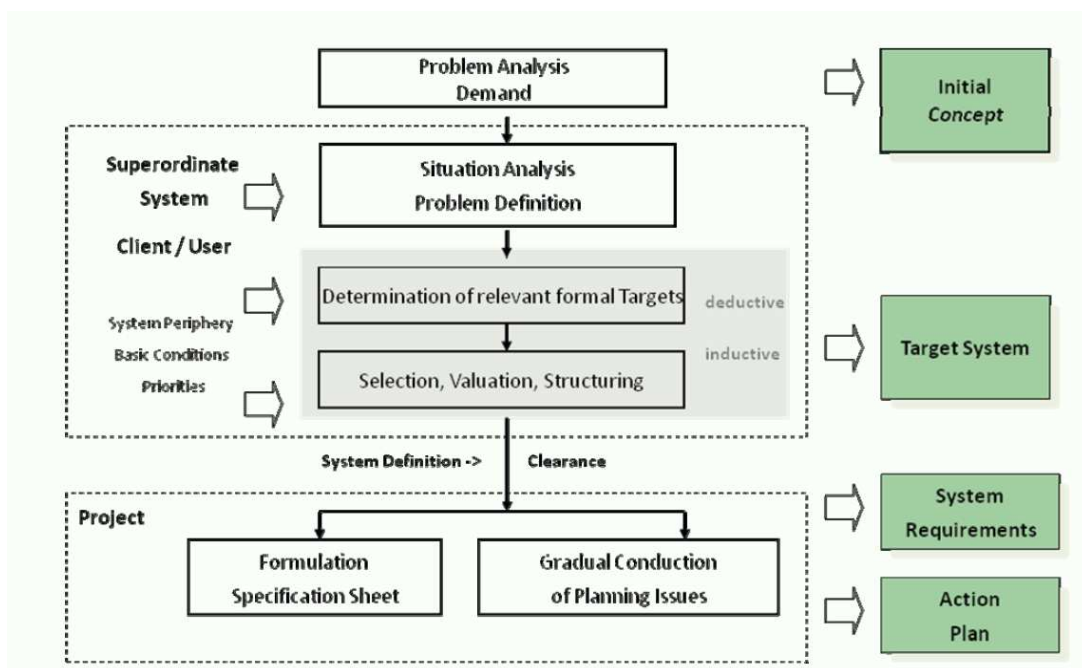 Problem Analysis
Demand
Initial
Concept
Superordinate
System
Client / User
Situation Analysis
Problem Definition
System Periphery
Basic Conditions
Priorities
Determination of relevant formal Targets
deductive
inductive
Selection, Valuation, Structuring
Target System
System Definition ->
Clearance
Project
Formulation
Specification Sheet
Gradual Conduction
of Planning Issues
System
Requirements
Action
Plan